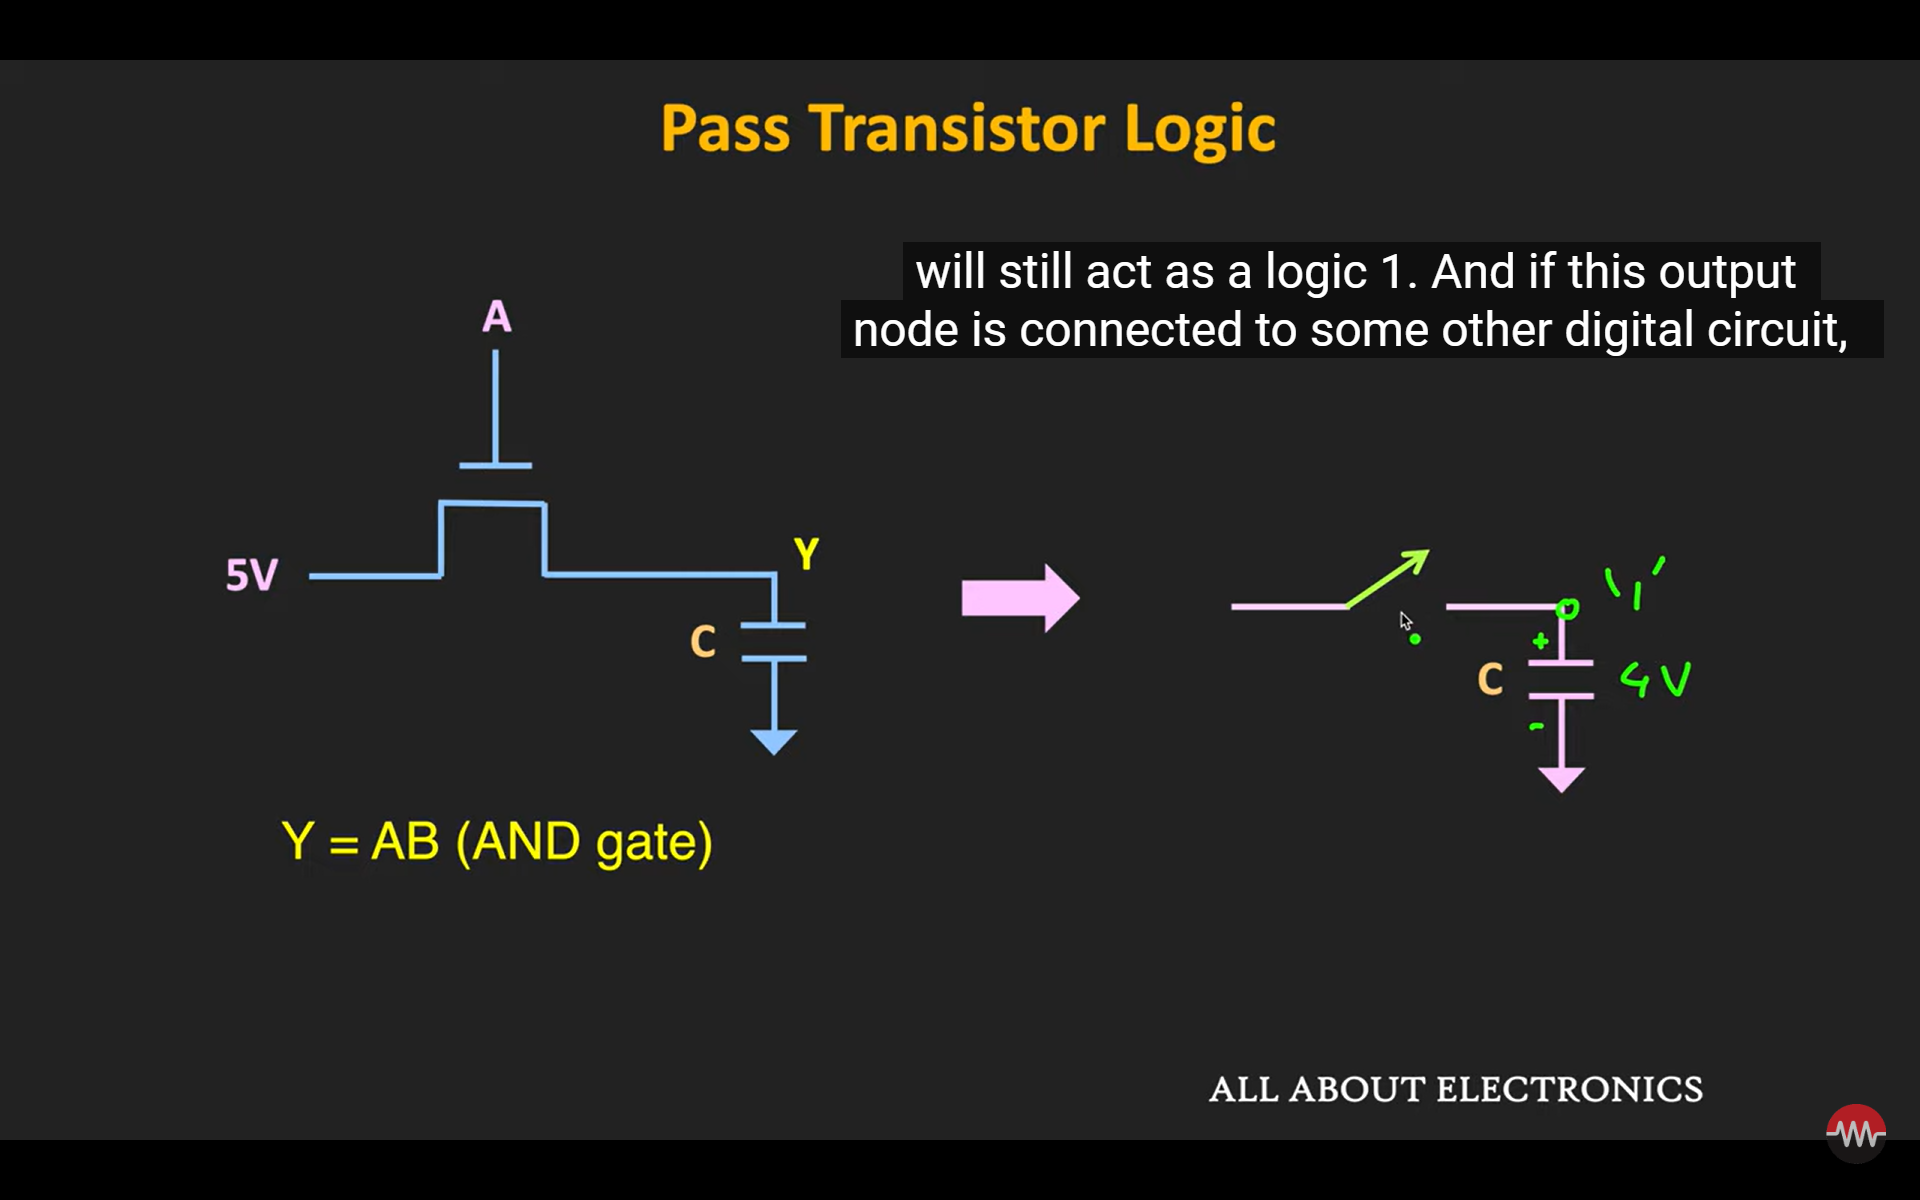 Pass Transistor Logic
will still act as a logic 1. And if this output
node is connected to some other digital circuit,
A
5V
Y
C
'1'
+
C
4V
-
Y = AB (AND gate)
ALL ABOUT ELECTRONICS